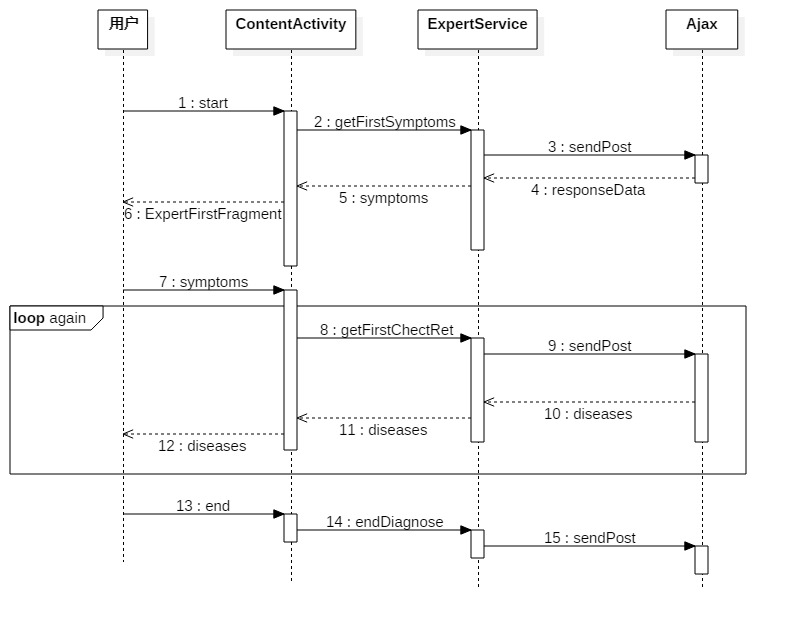 用户
ContentActivity
ExpertService
Ajax
1 : start
2 : getFirstSymptoms
3 : sendPost
4 : responseData
5 : symptoms
6 : ExpertFirstFragment
7 : symptoms
loop again
8 : getFirstChectRet
9 : sendPost
10 : diseases
11 : diseases
12 : diseases
13 : end
14 : endDiagnose
15 : sendPost